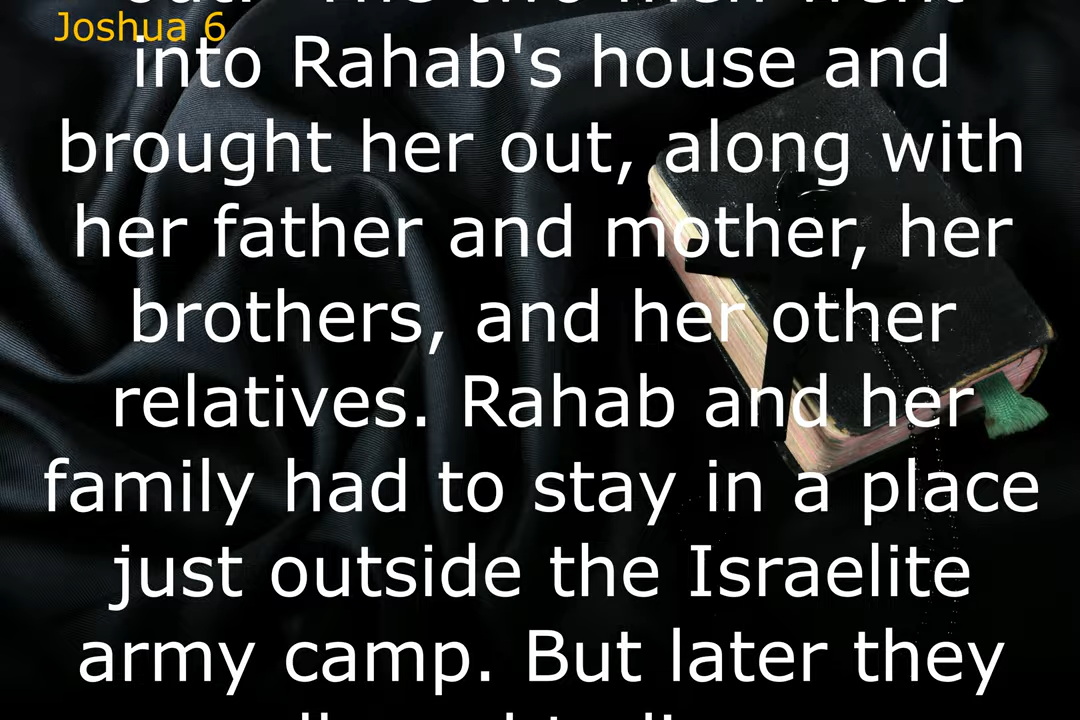 Joshua 6
into Rahab's house and
brought her out, along with
her father and mother, her
brothers, and her other
relatives. Rahab and her
family had to stay in a place
just outside the Israelite
army camp. But later they